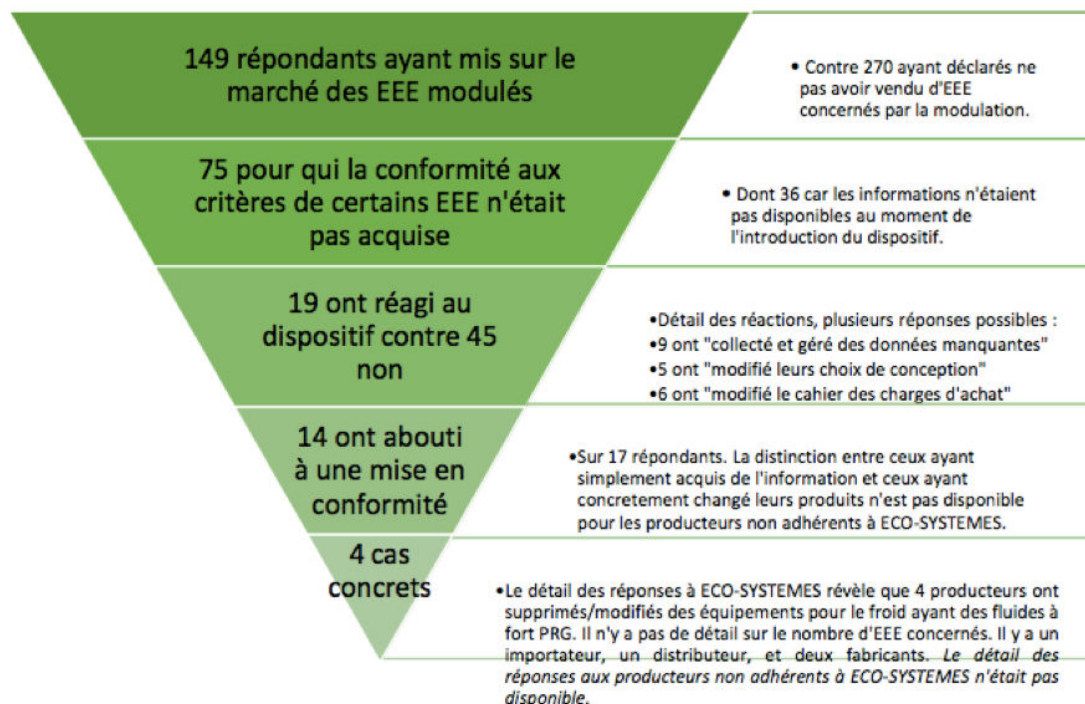 149 répondants ayant mis sur le
marché des EEE modulés
• Contre 270 ayant déclarés ne
pas avoir vendu d'EEE
concernés par la modulation.
75 pour qui la conformité aux
critères de certains EEE n'était
pas acquise
• Dont 36 car les informations n'étaient
pas disponibles au moment de
l'introduction du dispositif.
19 ont réagi au
dispositif contre 45
non
•Détail des réactions, plusieurs réponses possibles :
•9 ont "collecté et géré des données manquantes"
•5 ont "modifié leurs choix de conception"
•6 ont "modifié le cahier des charges d'achat"
14 ont abouti
à une mise en
conformité
•Sur 17 répondants. La distinction entre ceux ayant
simplement acquis de l'information et ceux ayant
concretement changé leurs produits n'est pas disponible
pour les producteurs non adhérents à ECO-SYSTEMES.
4 cas
concrets
•Le détail des réponses à ECO-SYSTEMES révèle que 4 producteurs ont
supprimés/modifiés des équipements pour le froid ayant des fluides à
fort PRG. Il n'y a pas de détail sur le nombre d'EEE concernés. Il y a un
importateur, un distributeur, et deux fabricants. Le détail des
réponses aux producteurs non adhérents à ECO-SYSTEMES n'était pas
disponible.